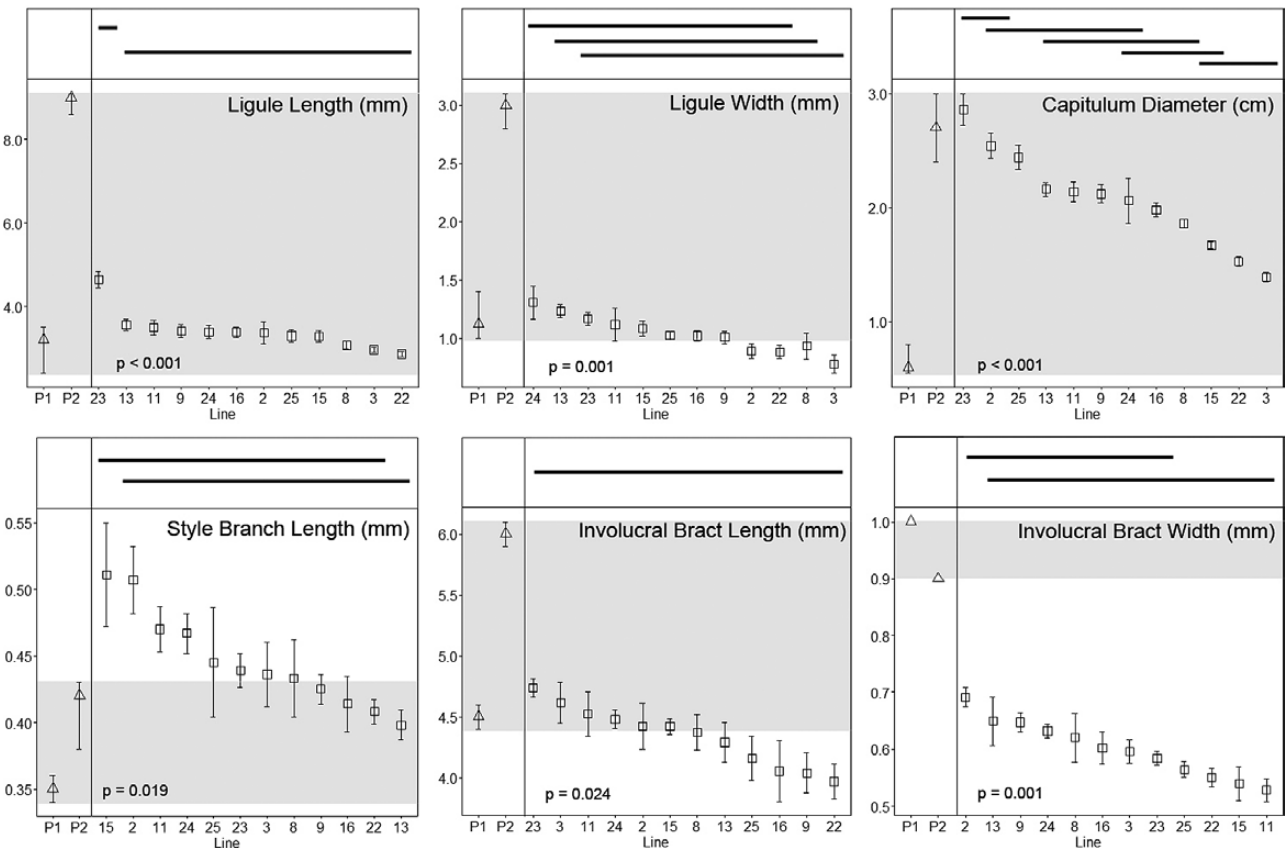 Ligule Length (mm)
8.0
6.0
4.0
p < 0.001
P1 P2 23 13 11 9 24 16 2 25 15 8 3 22
Line
Ligule Width (mm)
3.0
2.5
2.0
1.5
1.0
p = 0.001
P1 P2 24 13 23 11 15 25 16 9 2 22 8 3
Line
Capitulum Diameter (cm)
3.0
2.0
1.0
p < 0.001
P1 P2 23 2 25 13 11 9 24 16 8 15 22 3
Line
Style Branch Length (mm)
0.55
0.50
0.45
0.40
0.35
p = 0.019
P1 P2 15 2 11 24 25 23 3 8 9 16 22 13
Line
Involucral Bract Length (mm)
6.0
5.5
5.0
4.5
4.0
p = 0.024
P1 P2 23 3 11 24 2 15 8 13 25 16 9 22
Line
Involucral Bract Width (mm)
1.0
0.9
0.8
0.7
0.6
0.5
p = 0.001
P1 P2 2 13 9 24 8 16 3 23 25 22 15 11
Line